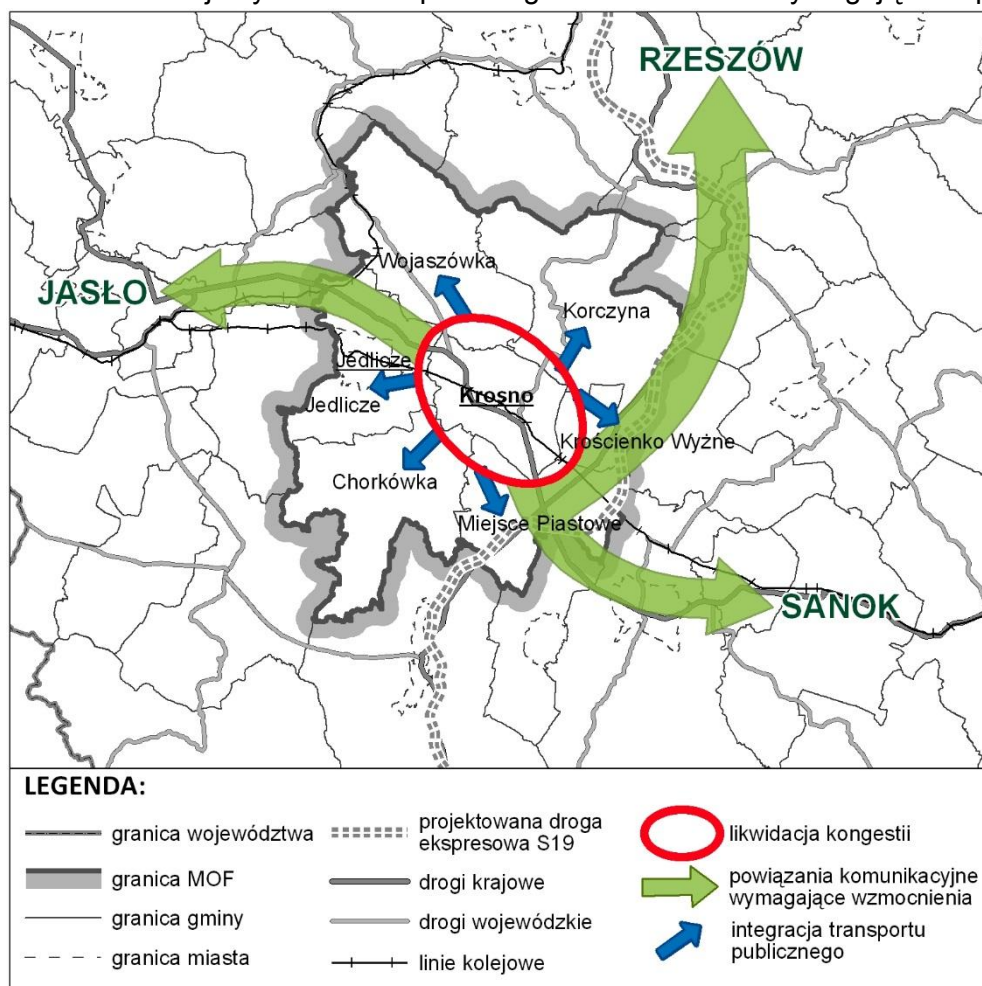 RZESZÓW
Wojaszówka
JASŁO
Korczyna
Jedlicze
Krosno
Jedlicze
Krościenko Wyżne
Chorkówka
Miejsce Piastowe
SANOK
LEGENDA:
granica województwa
granica MOF
granica gminy
granica miasta
projektowana droga
ekspresowa S19
drogi krajowe
drogi wojewódzkie
linie kolejowe
likwidacja kongestii
powiązania komunikacyjne
wymagające wzmocnienia
integracja transportu
publicznego